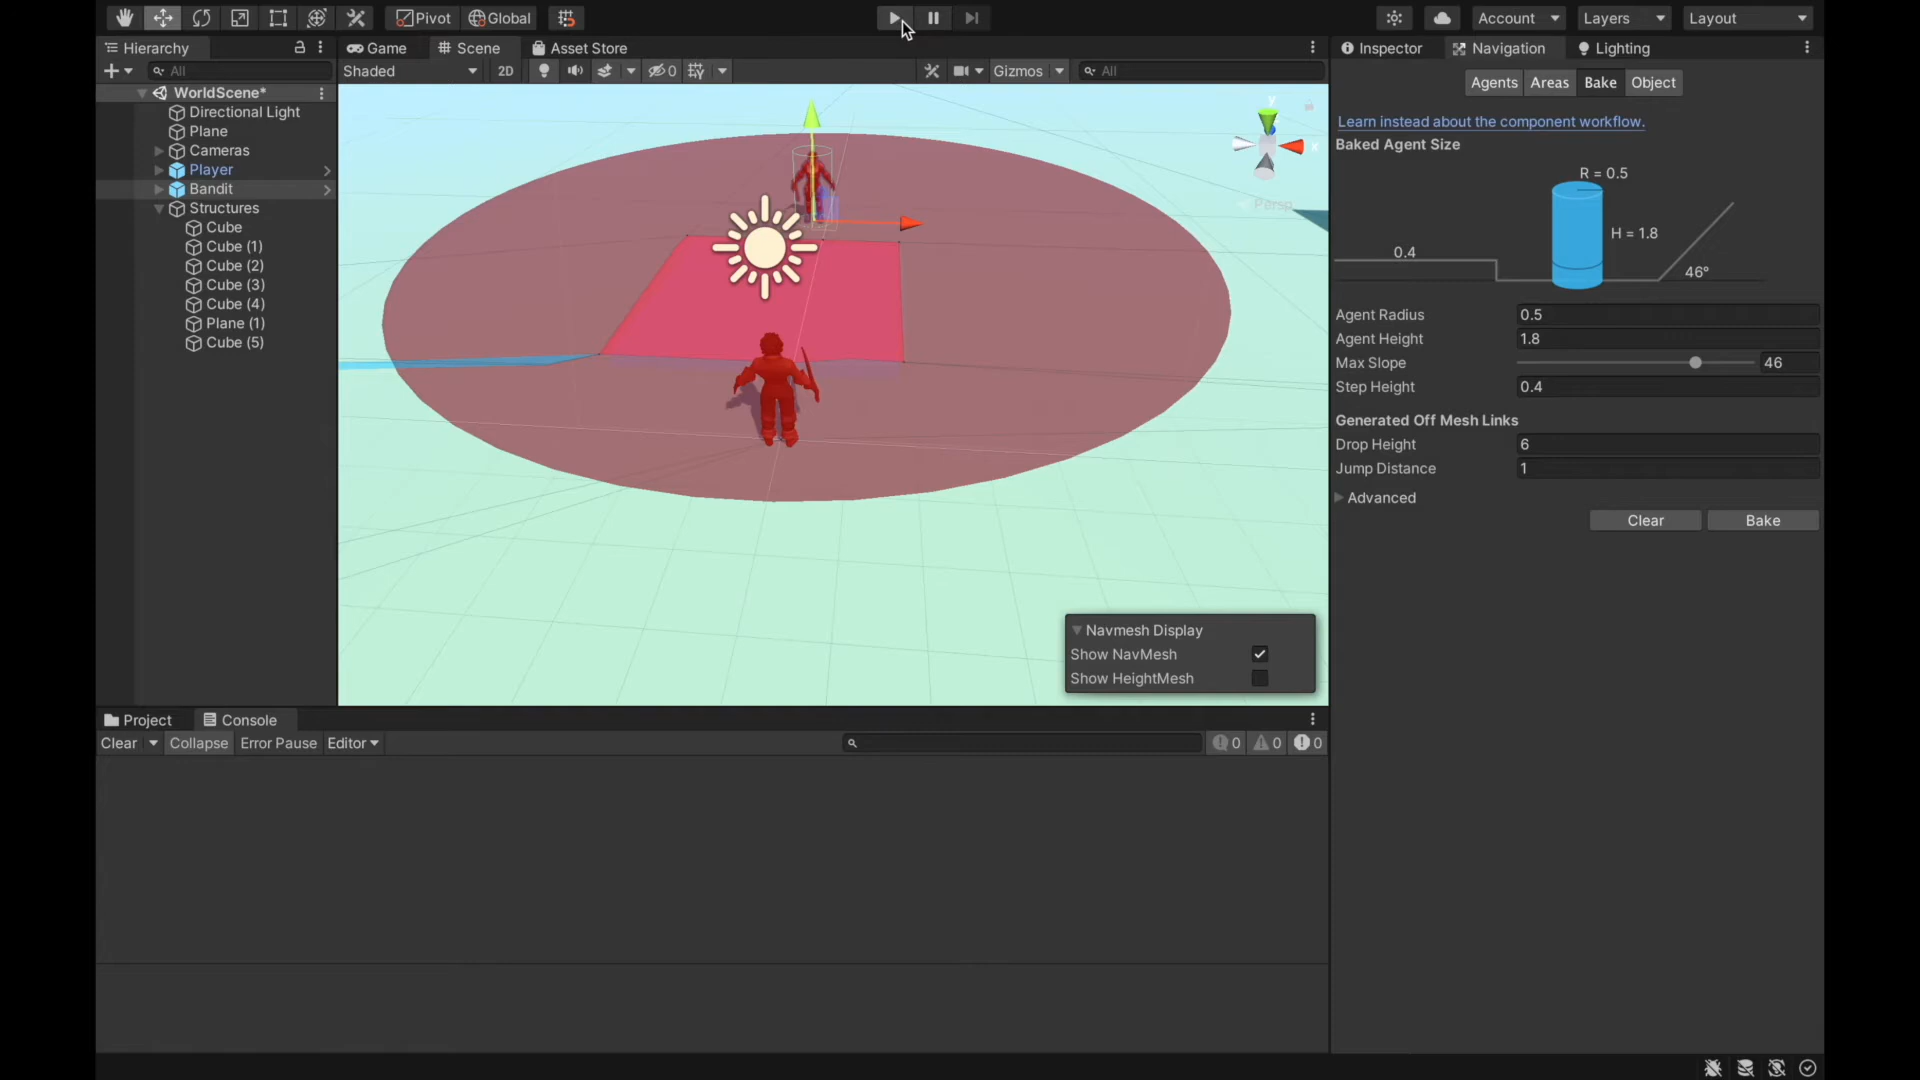 Pivot Global Account Layers Layout
Hierarchy Game Scene Asset Store Inspector Navigation Lighting
All Shaded 2D 0 Gizmos All
Agents Areas Bake Object
WorldScene*
Directional Light
Plane
Cameras
Player
Bandit
Structures
Cube
Cube (1)
Cube (2)
Cube (3)
Cube (4)
Plane (1)
Cube (5)
y
x
Persp
Navmesh Display
Show NavMesh
Show HeightMesh
Learn instead about the component workflow.
Baked Agent Size
R = 0.5
H = 1.8
0.4
46°
Agent Radius 0.5
Agent Height 1.8
Max Slope 46
Step Height 0.4
Generated Off Mesh Links
Drop Height 6
Jump Distance 1
Advanced
Clear Bake
Project Console
Clear Collapse Error Pause Editor 0 0 0